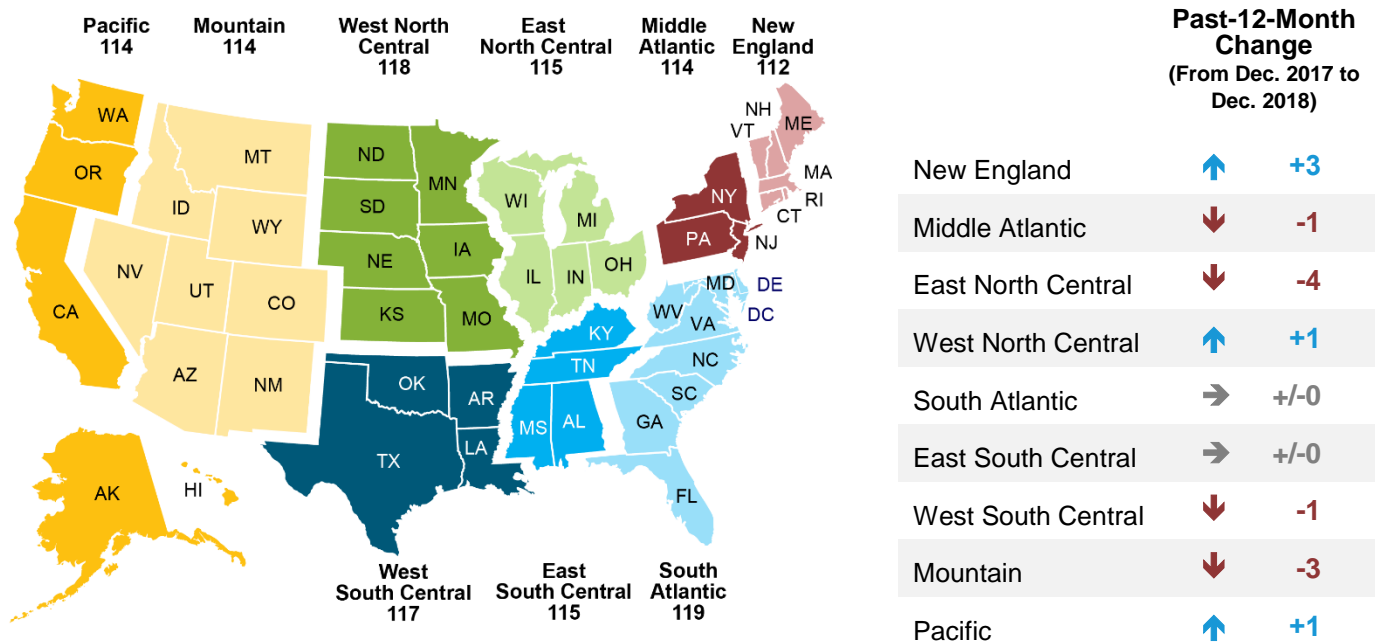 Pacific
114
Mountain
114
West North
Central
118
East
North Central
115
Middle
Atlantic
114
New
England
112
WA
OR
CA
AK
HI
MT
ID
WY
NV
UT
CO
AZ
NM
ND
SD
NE
KS
MN
IA
MO
WI
MI
IL
IN
OH
NY
PA
NJ
NH
VT
ME
MA
RI
CT
OK
TX
AR
LA
KY
TN
MS
AL
MD
DE
DC
WV
VA
NC
SC
GA
FL
West
South Central
117
East
South Central
115
South
Atlantic
119
Past-12-Month
Change
(From Dec. 2017 to
Dec. 2018)
New England +3
Middle Atlantic -1
East North Central -4
West North Central +1
South Atlantic +/-0
East South Central +/-0
West South Central -1
Mountain -3
Pacific +1